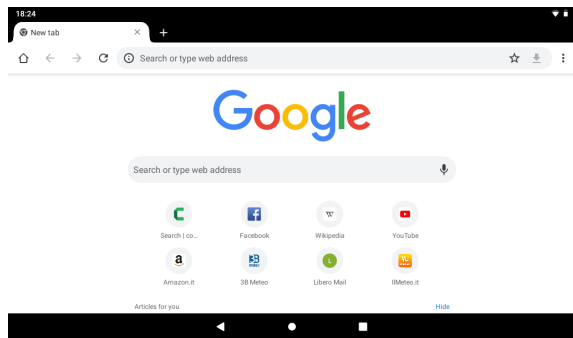 18:24
New tab
Search or type web address
Google
Search or type web address
Search | co...
Facebook
Wikipedia
YouTube
Amazon.it
3B Meteo
Libero Mail
IlMeteo.it
Articles for you
Hide